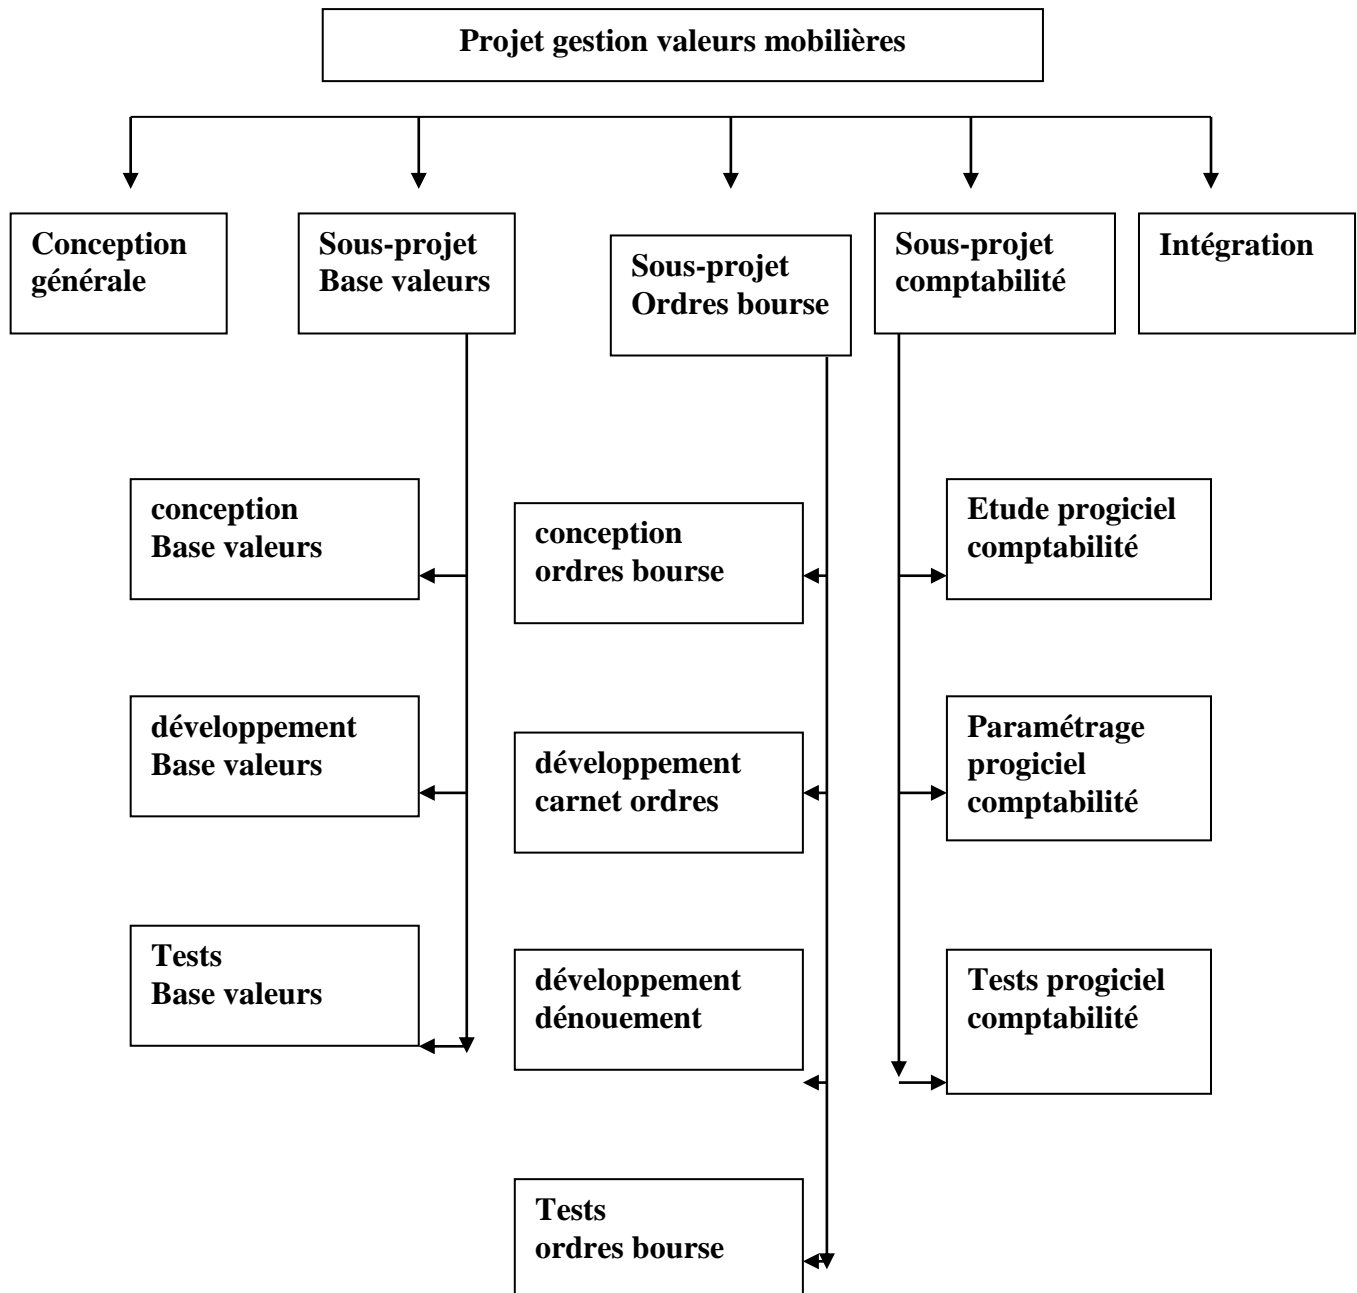 Projet gestion valeurs mobilières
Conception
générale
Sous-projet
Base valeurs
Sous-projet
Ordres bourse
Sous-projet
comptabilité
Intégration
conception
Base valeurs
développement
Base valeurs
Tests
Base valeurs
conception
ordres bourse
développement
carnet ordres
développement
dénouement
Tests
ordres bourse
Etude progiciel
comptabilité
Paramétrage
progiciel
comptabilité
Tests progiciel
comptabilité